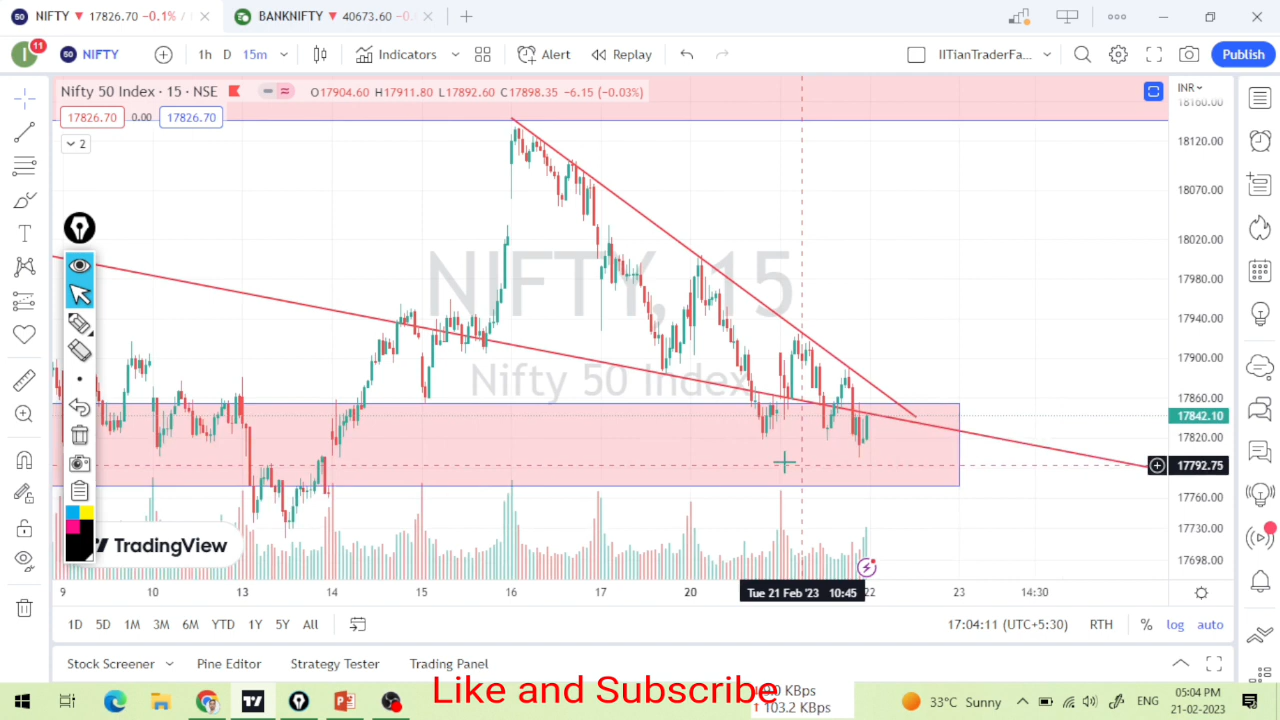 NIFTY ▼ 17826.70 −0.1% /
BANKNIFTY ▼ 40673.60 −0.
11
50 NIFTY
1h D 15m
Indicators
Alert
Replay
IITianTraderFa...
Publish
Nifty 50 Index · 15 · NSE
O17904.60 H17911.80 L17892.60 C17898.35 −6.15 (−0.03%)
INR
17826.70 0.00 17826.70
2
NIFTY, 15
Nifty 50 Index
18160.00
18120.00
18070.00
18020.00
17980.00
17940.00
17900.00
17860.00
17842.10
17820.00
17792.75
17760.00
17730.00
17698.00
TradingView
9 10 13 14 15 16 17 20 Tue 21 Feb '23 10:45 22 23 14:30
1D 5D 1M 3M 6M YTD 1Y 5Y All
17:04:11 (UTC+5:30) RTH % log auto
Stock Screener Pine Editor Strategy Tester Trading Panel
Like and Subscribe
103.2 KBps
33°C Sunny
ENG
05:04 PM
21-02-2023